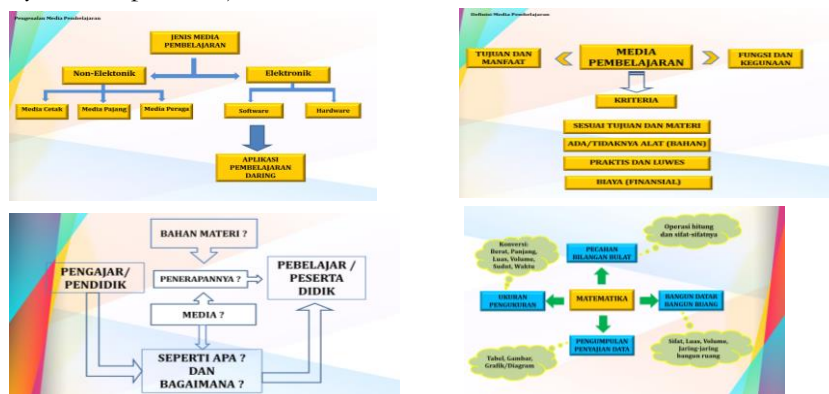 Pengenalan Media Pembelajaran
JENIS MEDIA
PEMBELAJARAN
Non-Elektonik
Elektronik
Media Cetak
Media Pajang
Media Peraga
Software
Hardware
APLIKASI
PEMBELAJARAN
DARING
Definisi Media Pembelajaran
TUJUAN DAN
MANFAAT
MEDIA
PEMBELAJARAN
FUNGSI DAN
KEGUNAAN
KRITERIA
SESUAI TUJUAN DAN MATERI
ADA/TIDAKNYA ALAT (BAHAN)
PRAKTIS DAN LUWES
BIAYA (FINANSIAL)
BAHAN MATERI ?
PENGAJAR/
PENDIDIK
PENERAPANNYA ?
PEBELAJAR /
PESERTA
DIDIK
MEDIA ?
SEPERTI APA ?
DAN
BAGAIMANA ?
Konversi:
Berat, Panjang,
Luas, Volume,
Sudut, Waktu
PECAHAN
BILANGAN BULAT
Operasi hitung
dan sifat-sifatnya
UKURAN
PENGUKURAN
MATEMATIKA
BANGUN DATAR
BANGUN RUANG
PENGUMPULAN
PENYAJIAN DATA
Tabel, Gambar,
Grafik/Diagram
Sifat, Luas, Volume,
Jaring-jaring
bangun ruang